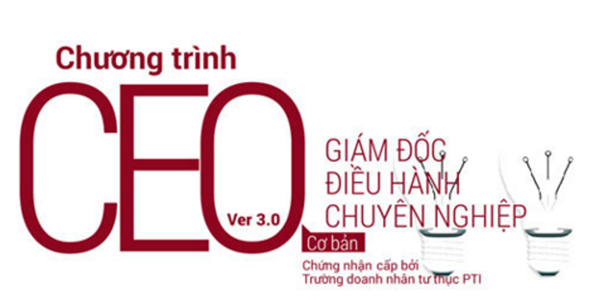 Chương trình
CEO
Ver 3.0
GIÁM ĐỐC
ĐIỀU HÀNH
CHUYÊN NGHIỆP
Cơ bản
Chứng nhận cấp bởi
Trường doanh nhân tư thục PTI